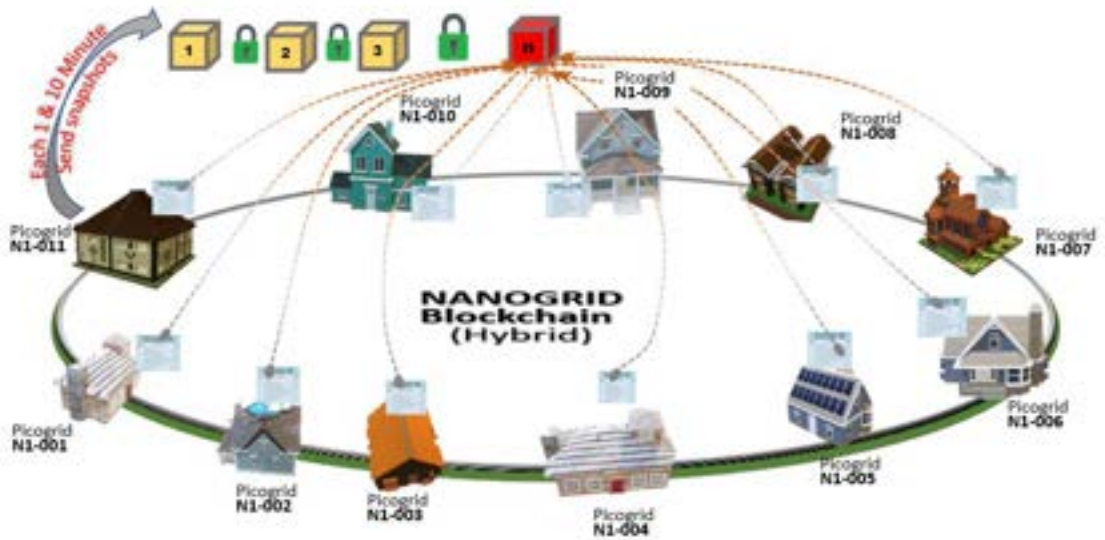 Each 1 & 10 Minute
Send snapshots
1
2
3
n
Picogrid
N1-009
Picogrid
N1-010
Picogrid
N1-008
Picogrid
N1-011
Picogrid
N1-007
NANOGRID
Blockchain
(Hybrid)
Picogrid
N1-001
Picogrid
N1-006
Picogrid
N1-005
Picogrid
N1-002
Picogrid
N1-003
Picogrid
N1-004